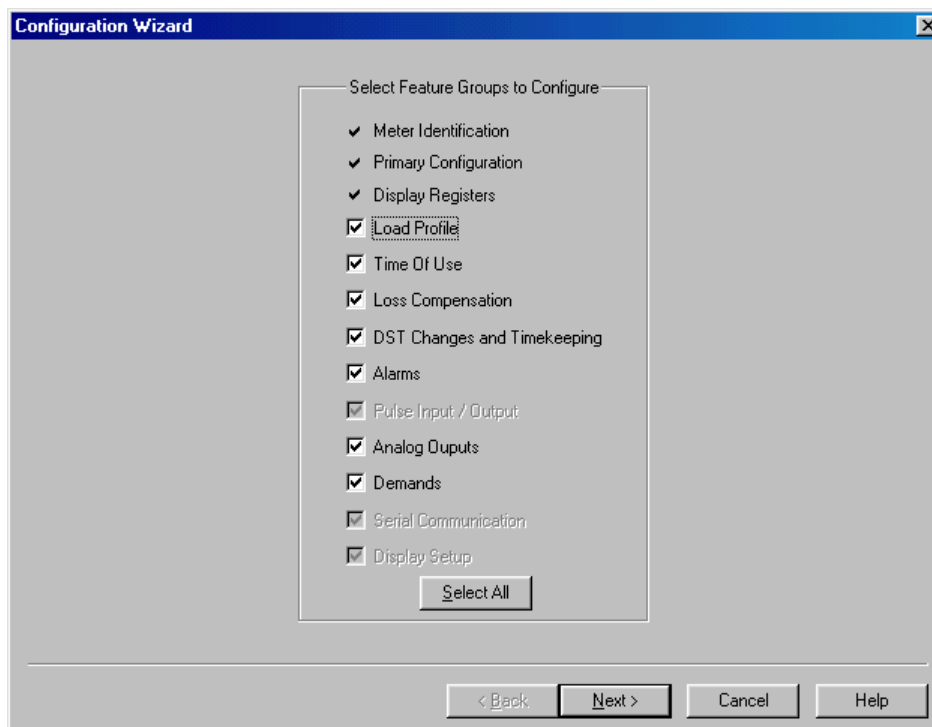 Configuration Wizard
Select Feature Groups to Configure
Meter Identification
Primary Configuration
Display Registers
Load Profile
Time Of Use
Loss Compensation
DST Changes and Timekeeping
Alarms
Pulse Input / Output
Analog Ouputs
Demands
Serial Communication
Display Setup
Select All
< Back
Next >
Cancel
Help